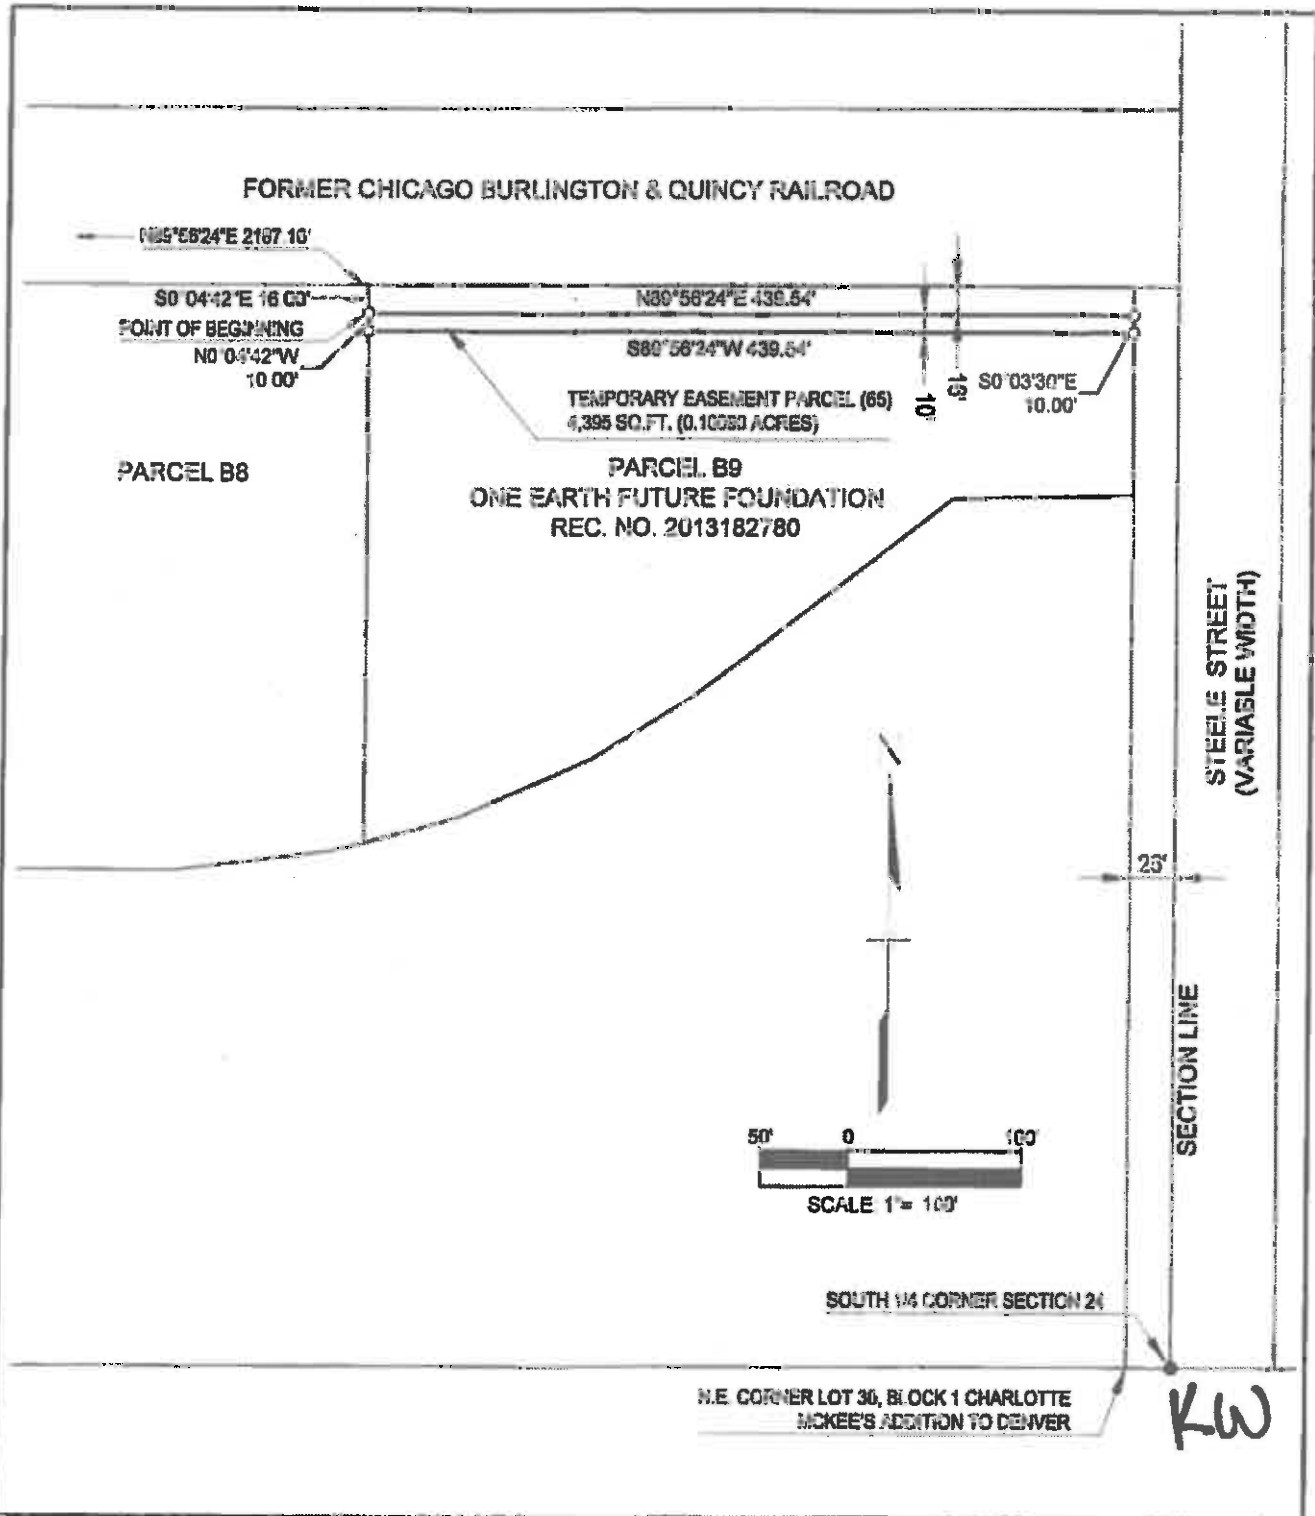 FORMER CHICAGO BURLINGTON & QUINCY RAILROAD
N89°56'24"E 2167.10'
S0°04'42"E 16.00'
POINT OF BEGINNING
N0°04'42"W
10.00'
N89°56'24"E 439.54'
S89°56'24"W 439.54'
10'
16'
S0°03'30"E
10.00'
TEMPORARY EASEMENT PARCEL (65)
4,395 SQ.FT. (0.10090 ACRES)
PARCEL B8
PARCEL B9
ONE EARTH FUTURE FOUNDATION
REC. NO. 2013182780
STEELE STREET
(VARIABLE WIDTH)
25'
SECTION LINE
50' 0 100'
SCALE 1"= 100'
SOUTH 1/4 CORNER SECTION 24
N.E. CORNER LOT 30, BLOCK 1 CHARLOTTE
MCKEE'S ADDITION TO DENVER
KW